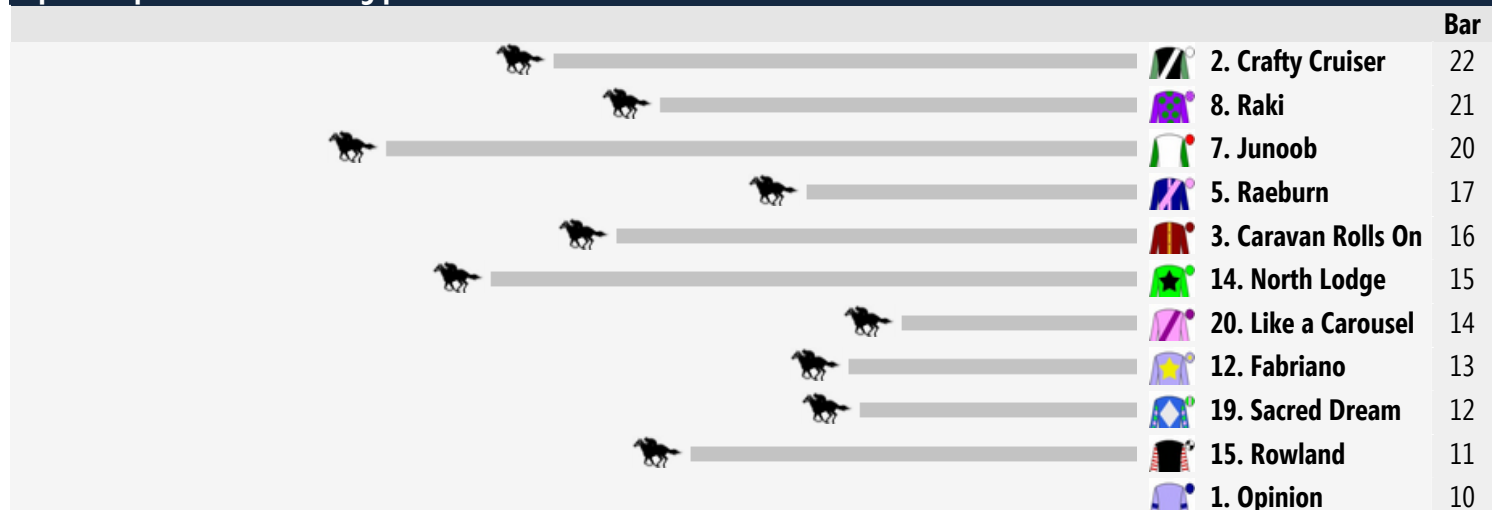 Bar
2. Crafty Cruiser 22
8. Raki 21
7. Junoob 20
5. Raeburn 17
3. Caravan Rolls On 16
14. North Lodge 15
20. Like a Carousel 14
12. Fabriano 13
19. Sacred Dream 12
15. Rowland 11
1. Opinion 10